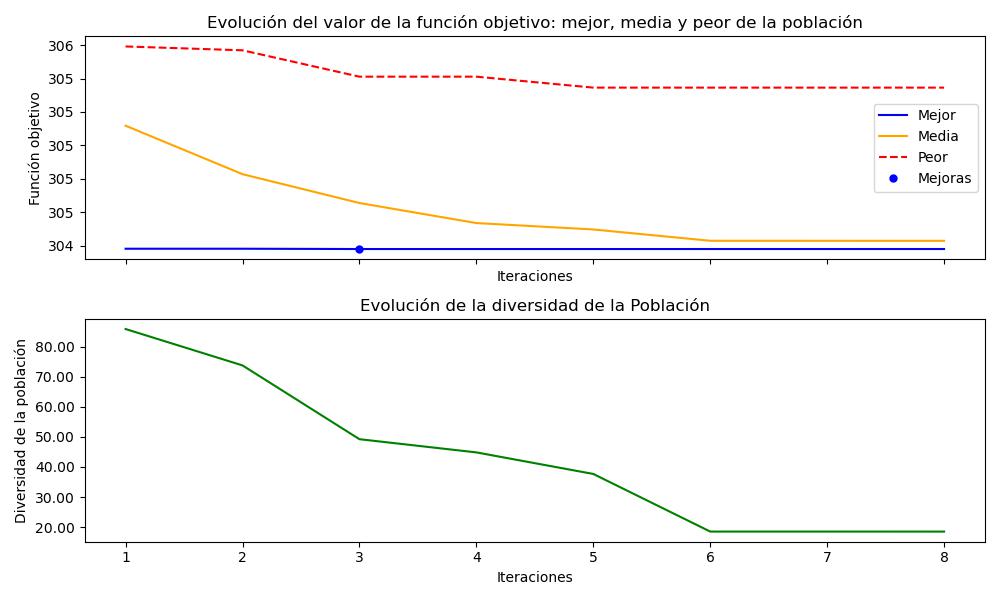 Evolución del valor de la función objetivo: mejor, media y peor de la población
Función objetivo
306
305
305
305
305
305
304
Mejor
Media
Peor
Mejoras
Iteraciones
Evolución de la diversidad de la Población
Diversidad de la población
80.00
70.00
60.00
50.00
40.00
30.00
20.00
1 2 3 4 5 6 7 8
Iteraciones